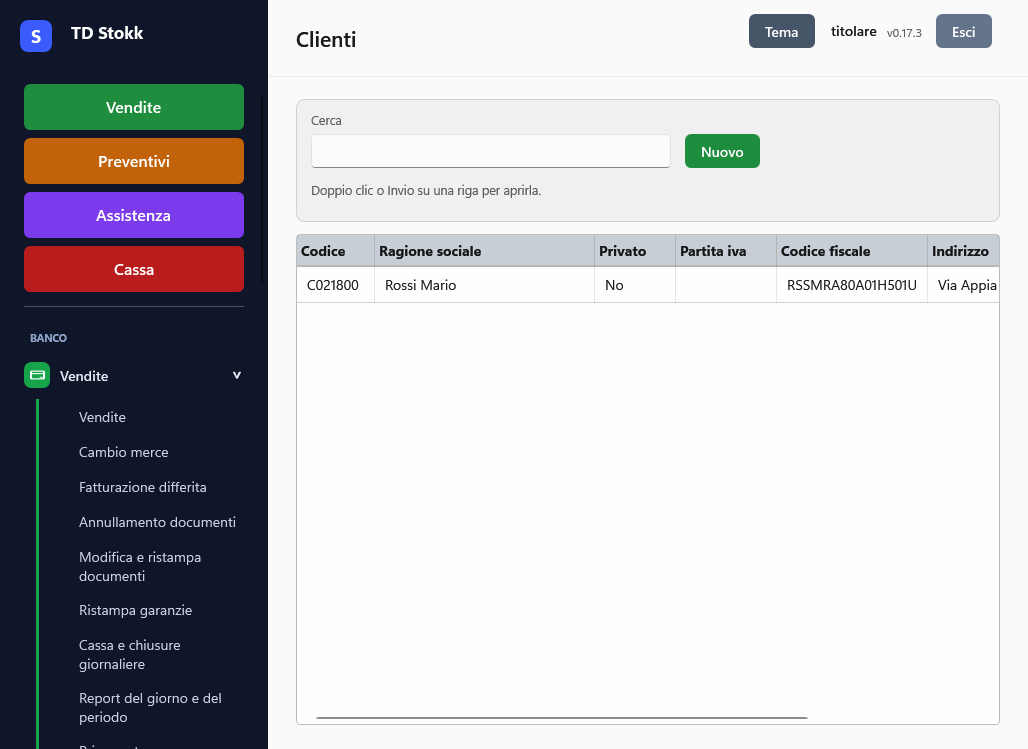 S
TD Stokk
Vendite
Preventivi
Assistenza
Cassa
BANCO
Vendite
Vendite
Cambio merce
Fatturazione differita
Annullamento documenti
Modifica e ristampa
documenti
Ristampa garanzie
Cassa e chiusure
giornaliere
Report del giorno e del
periodo
Clienti
Tema
titolare v0.17.3
Esci
Cerca
Nuovo
Doppio clic o Invio su una riga per aprirla.
Codice Ragione sociale Privato Partita iva Codice fiscale Indirizzo
C021800 Rossi Mario No RSSMRA80A01H501U Via Appia